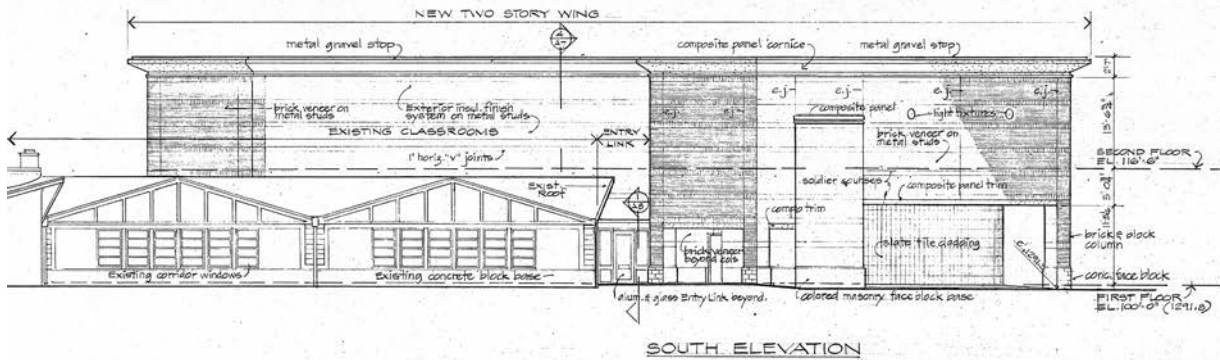 NEW TWO STORY WING
metal gravel stop
composite panel cornice
metal gravel stop
brick veneer on
metal studs
Exterior insul. finish
system on metal studs
EXISTING CLASSROOMS
ENTRY
LINK
1" horiz. "v" joints
Exist.
Roof
e.j.
e.j.
e.j.
e.j.
e.j.
e.j.
composite panel
light fixtures
brick veneer on
metal studs
soldier courses
composite panel trim
compo trim
slate tile cladding
brick veneer
beyond cols
Existing corridor windows
Existing concrete block base
alum. & glass Entry Link beyond.
colored masonry face block base
SECOND FLOOR
EL. 116'-6"
brick & block
column
conc. face block
FIRST FLOOR
EL. 100'-0" (1291.8)
SOUTH ELEVATION